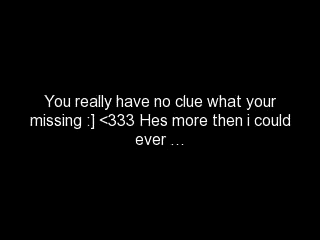 You really have no clue what your
missing :] <333 Hes more then i could
ever …